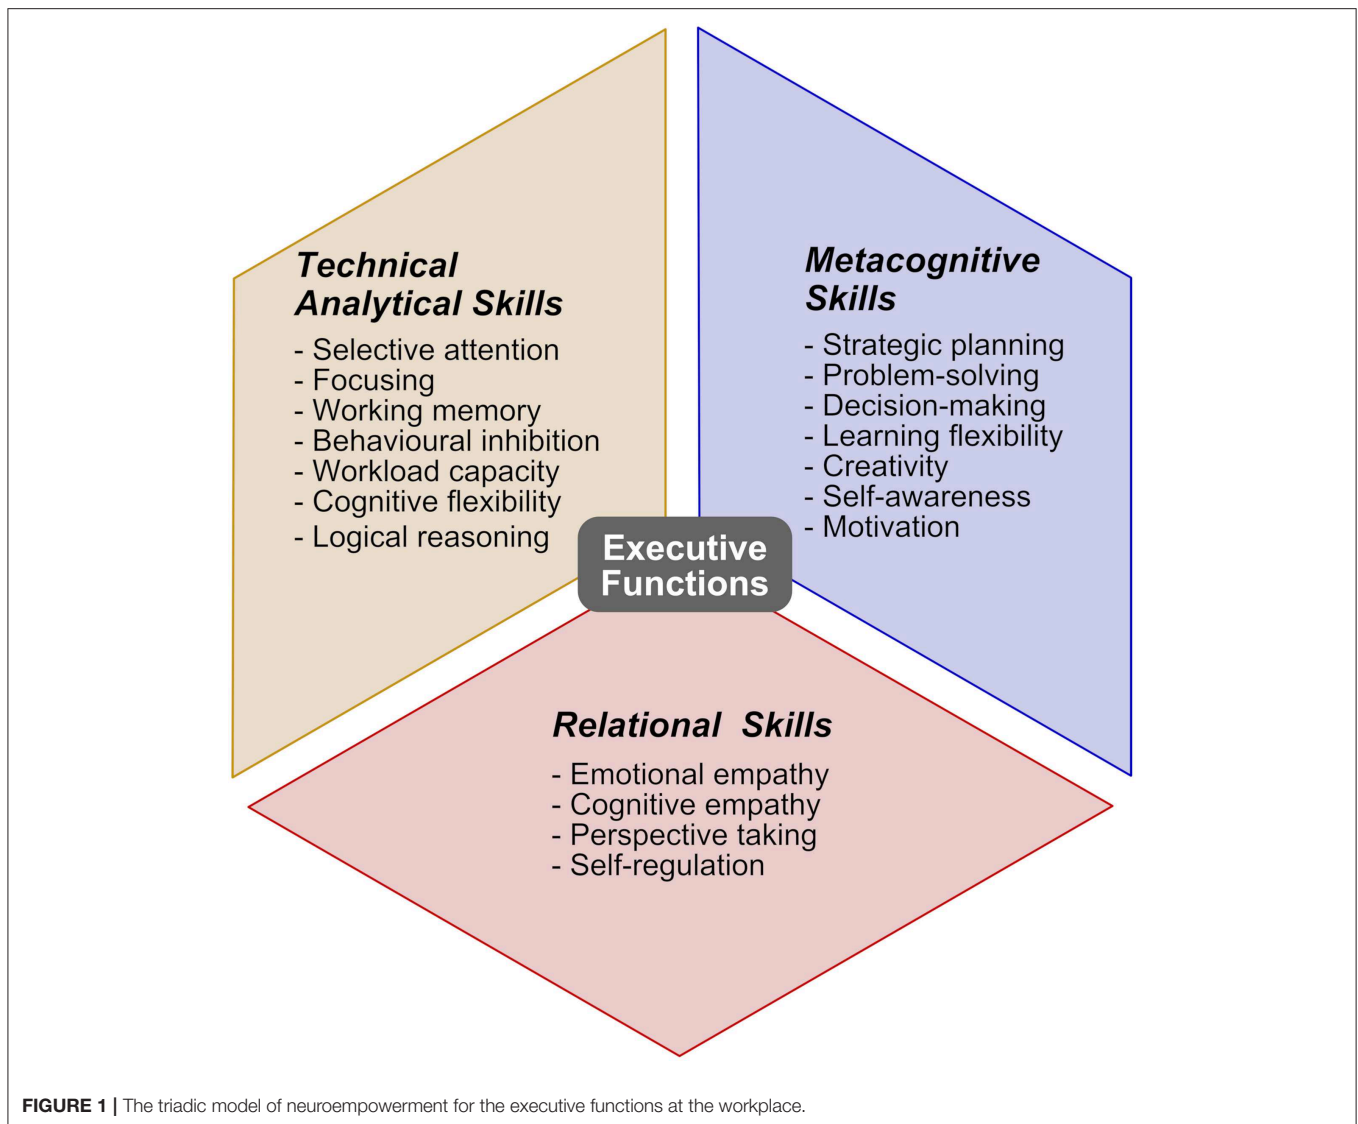 Technical
Analytical Skills
- Selective attention
- Focusing
- Working memory
- Behavioural inhibition
- Workload capacity
- Cognitive flexibility
- Logical reasoning
Metacognitive
Skills
- Strategic planning
- Problem-solving
- Decision-making
- Learning flexibility
- Creativity
- Self-awareness
- Motivation
Executive
Functions
Relational Skills
- Emotional empathy
- Cognitive empathy
- Perspective taking
- Self-regulation
FIGURE 1 | The triadic model of neuroempowerment for the executive functions at the workplace.